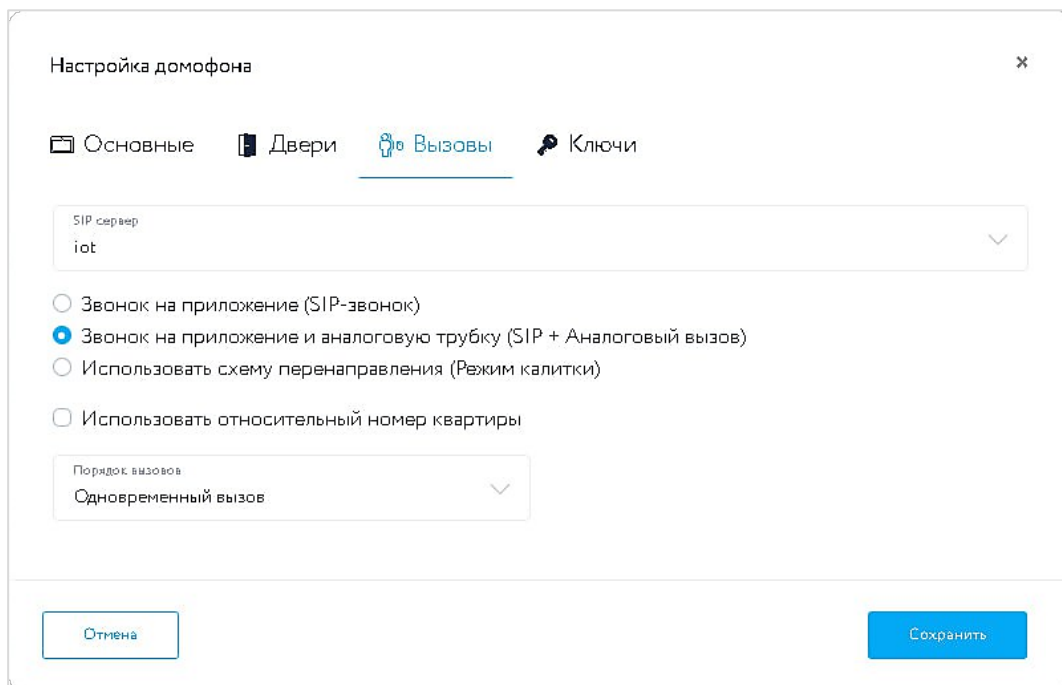 Настройка домофона
Основные Двери Вызовы Ключи
SIP сервер
iot
Звонок на приложение (SIP-звонок)
Звонок на приложение и аналоговую трубку (SIP + Аналоговый вызов)
Использовать схему перенаправления (Режим калитки)
Использовать относительный номер квартиры
Порядок вызовов
Одновременный вызов
Отмена Сохранить